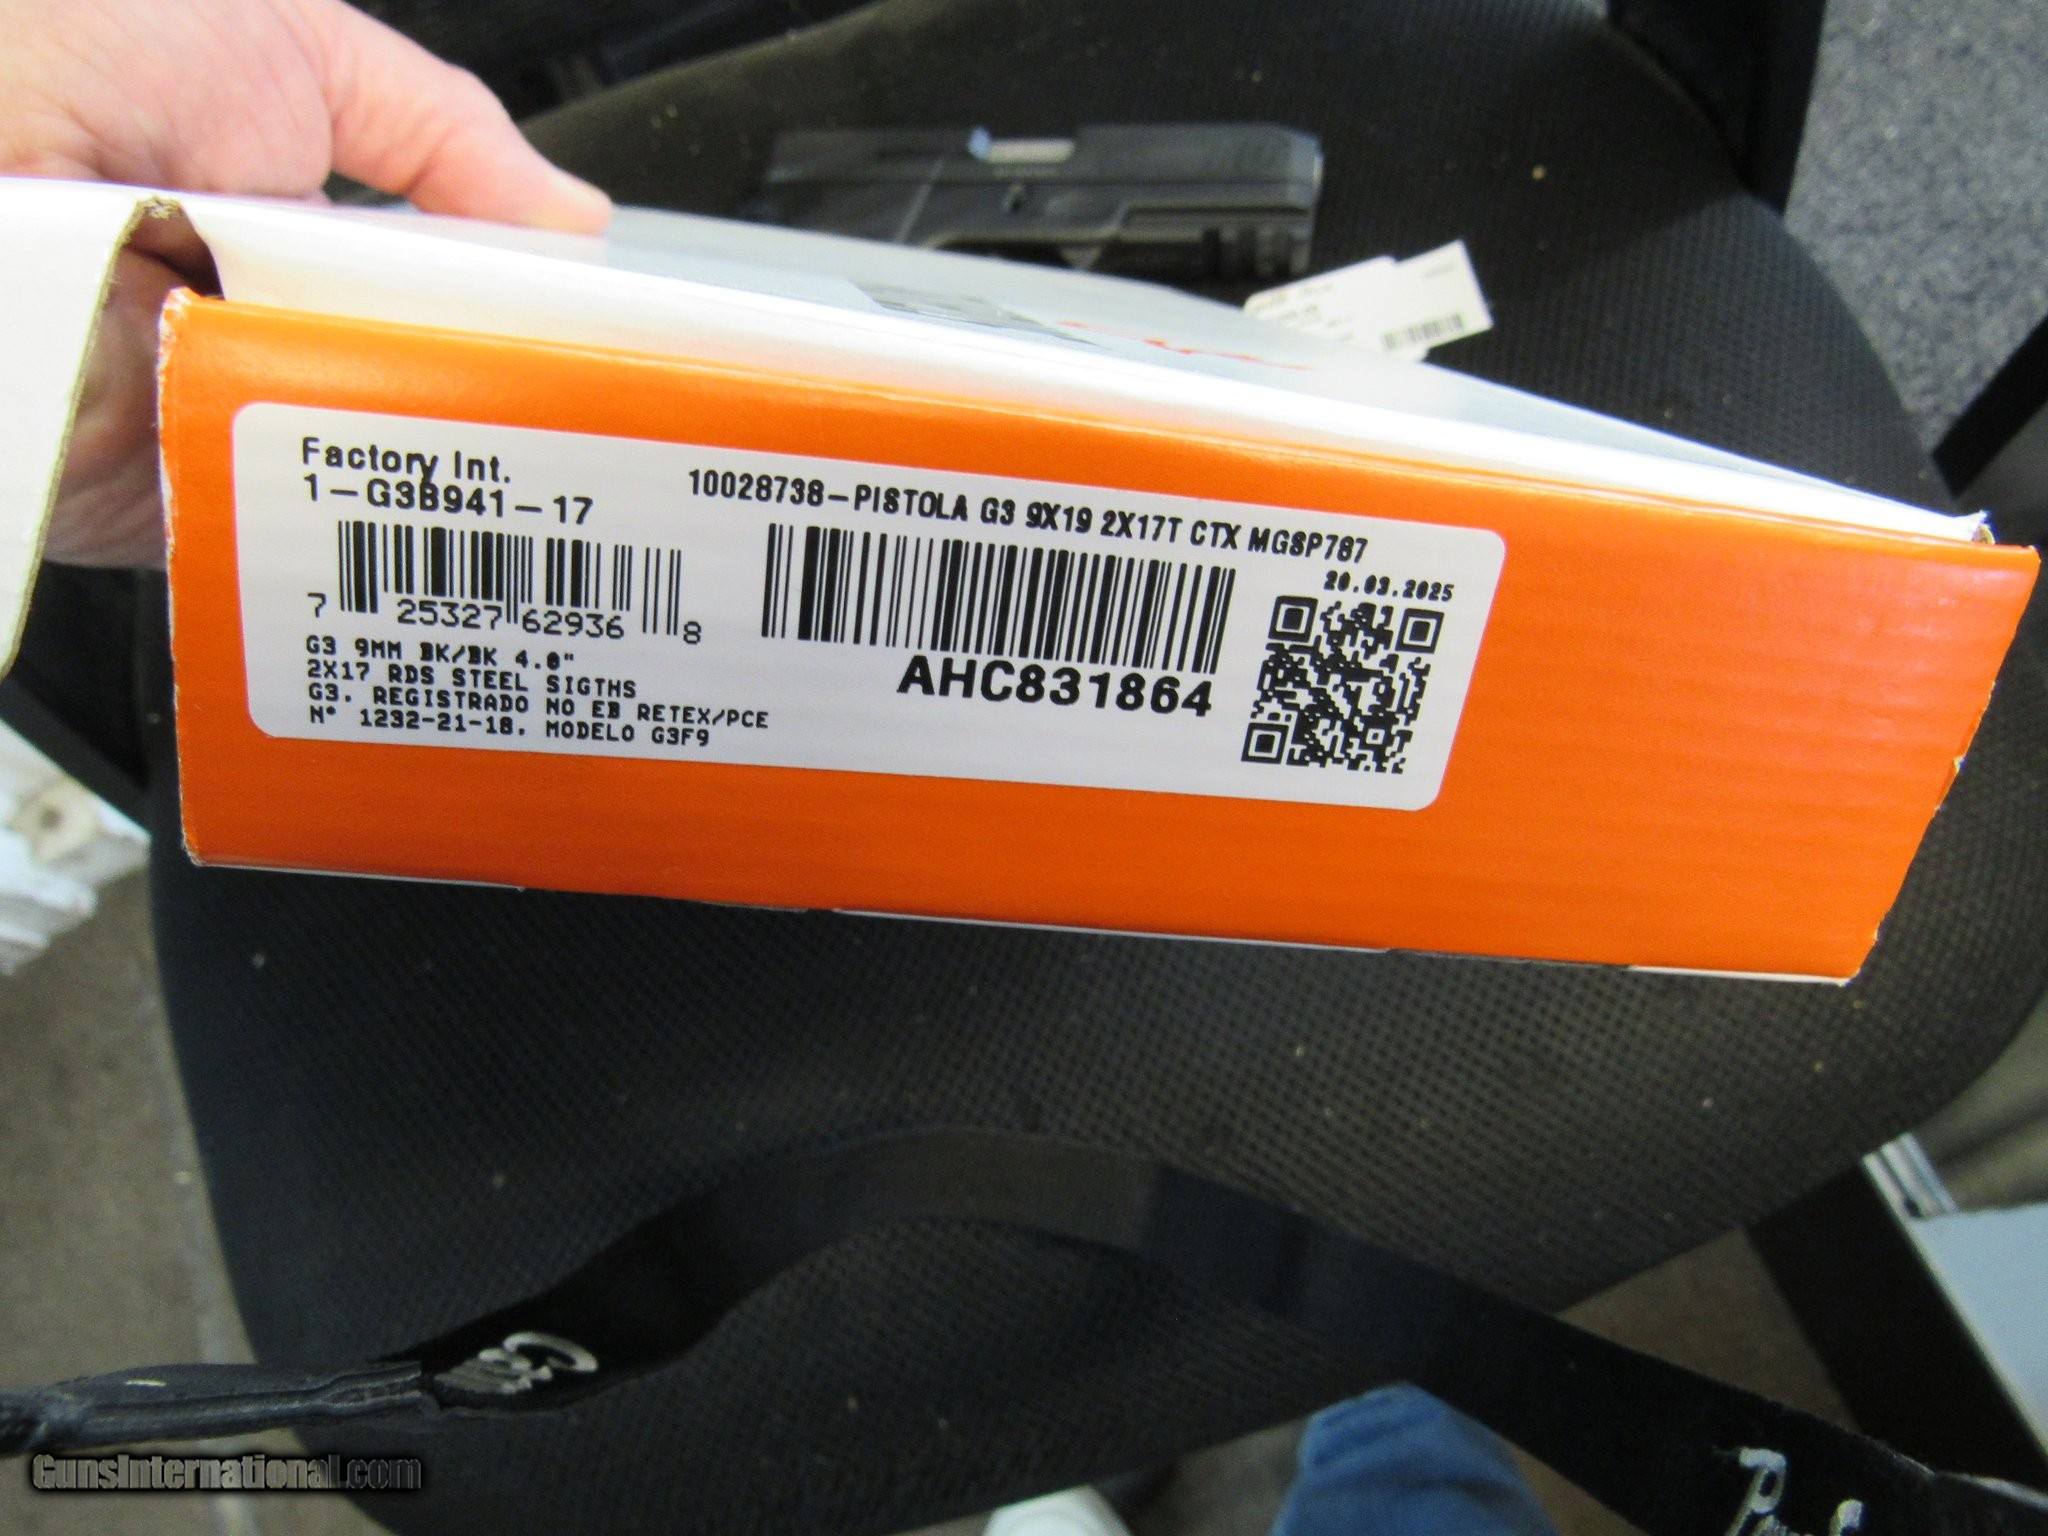 Factory Int.
1-G3B941-17
10028738-PISTOLA G3 9X19 2X17T CTX MGSP767
20.03.2025
7 25327 62936 8
AHC831864
G3 9MM BK/BK 4.0"
2X17 RDS STEEL SIGTHS
G3. REGISTRADO NO EB RETEX/PCE
Nº 1232-21-18. MODELO G3F9
GunsInternational.com